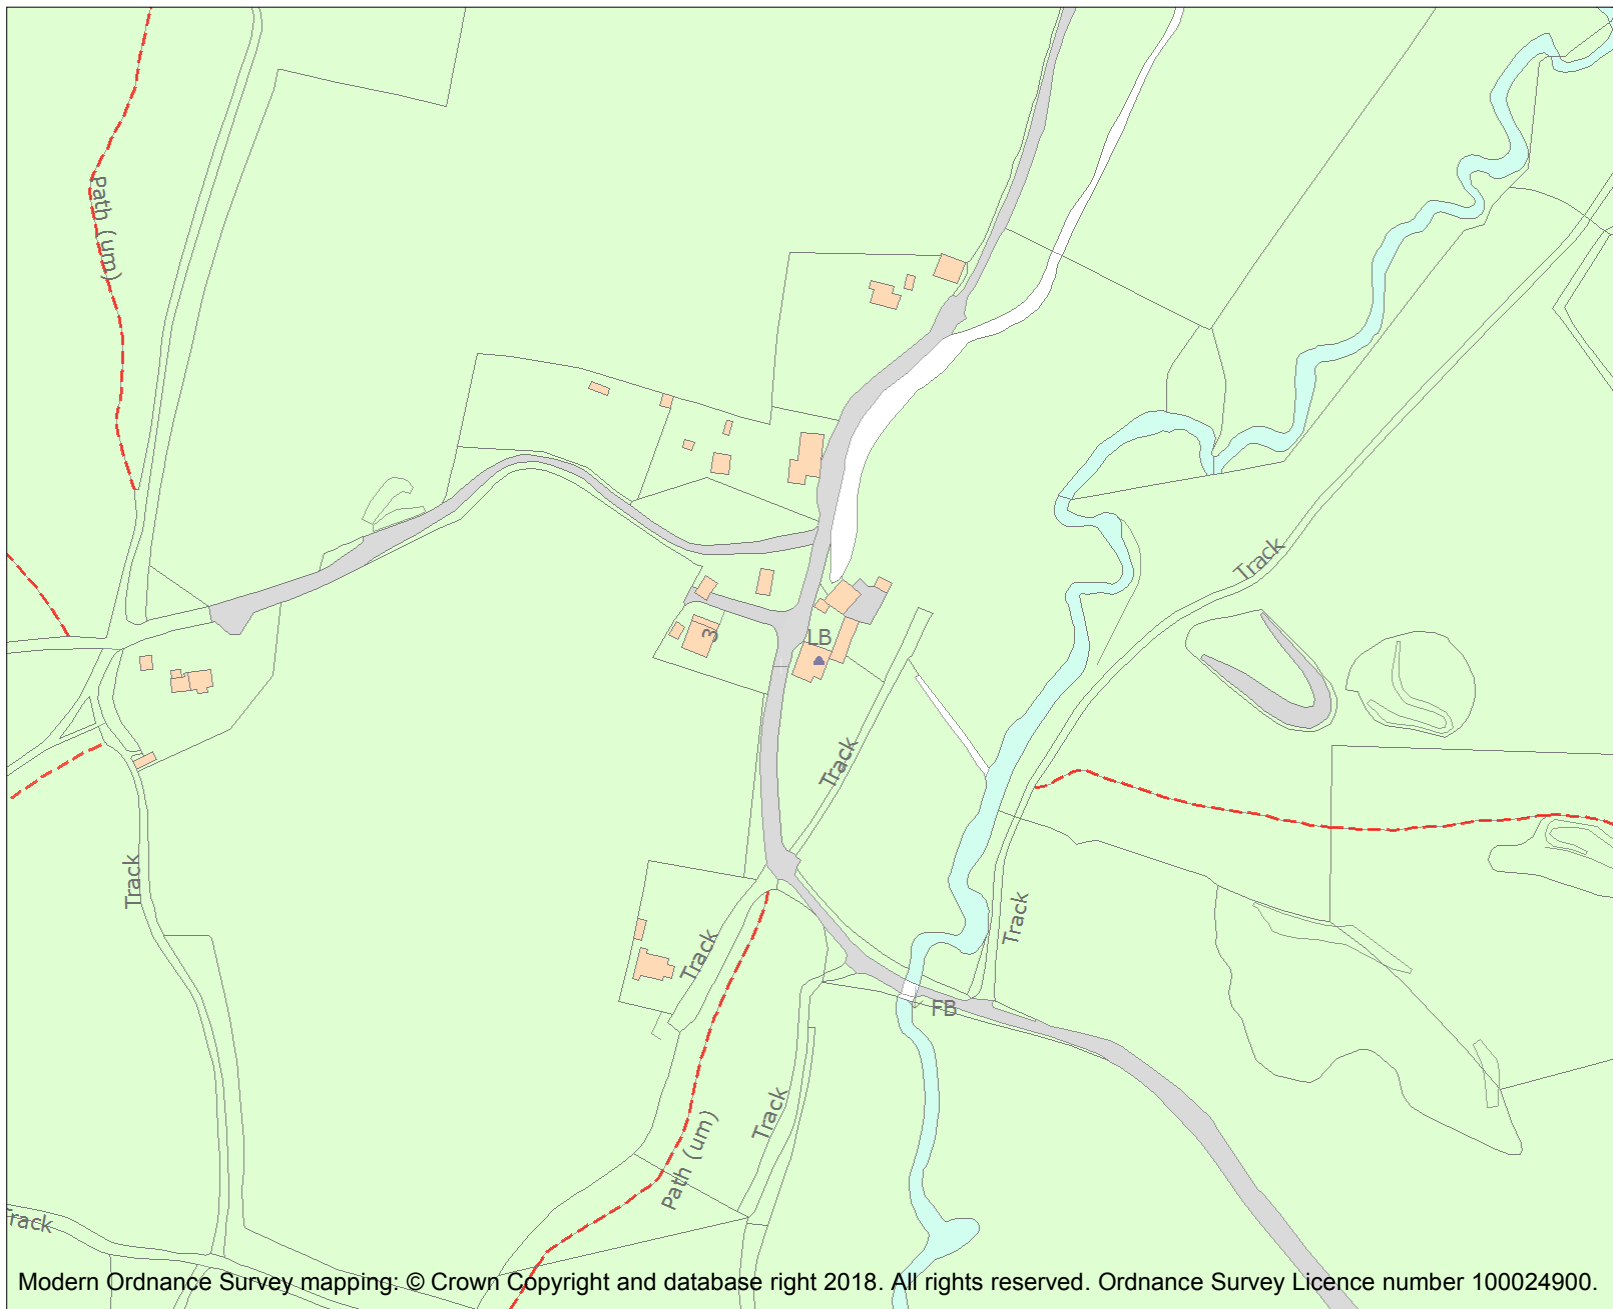 Path (um)
Track
3
LB
Track
Track
Track
Track
FB
Track
Path (um)
rack
Modern Ordnance Survey mapping: © Crown Copyright and database right 2018. All rights reserved. Ordnance Survey Licence number 100024900.